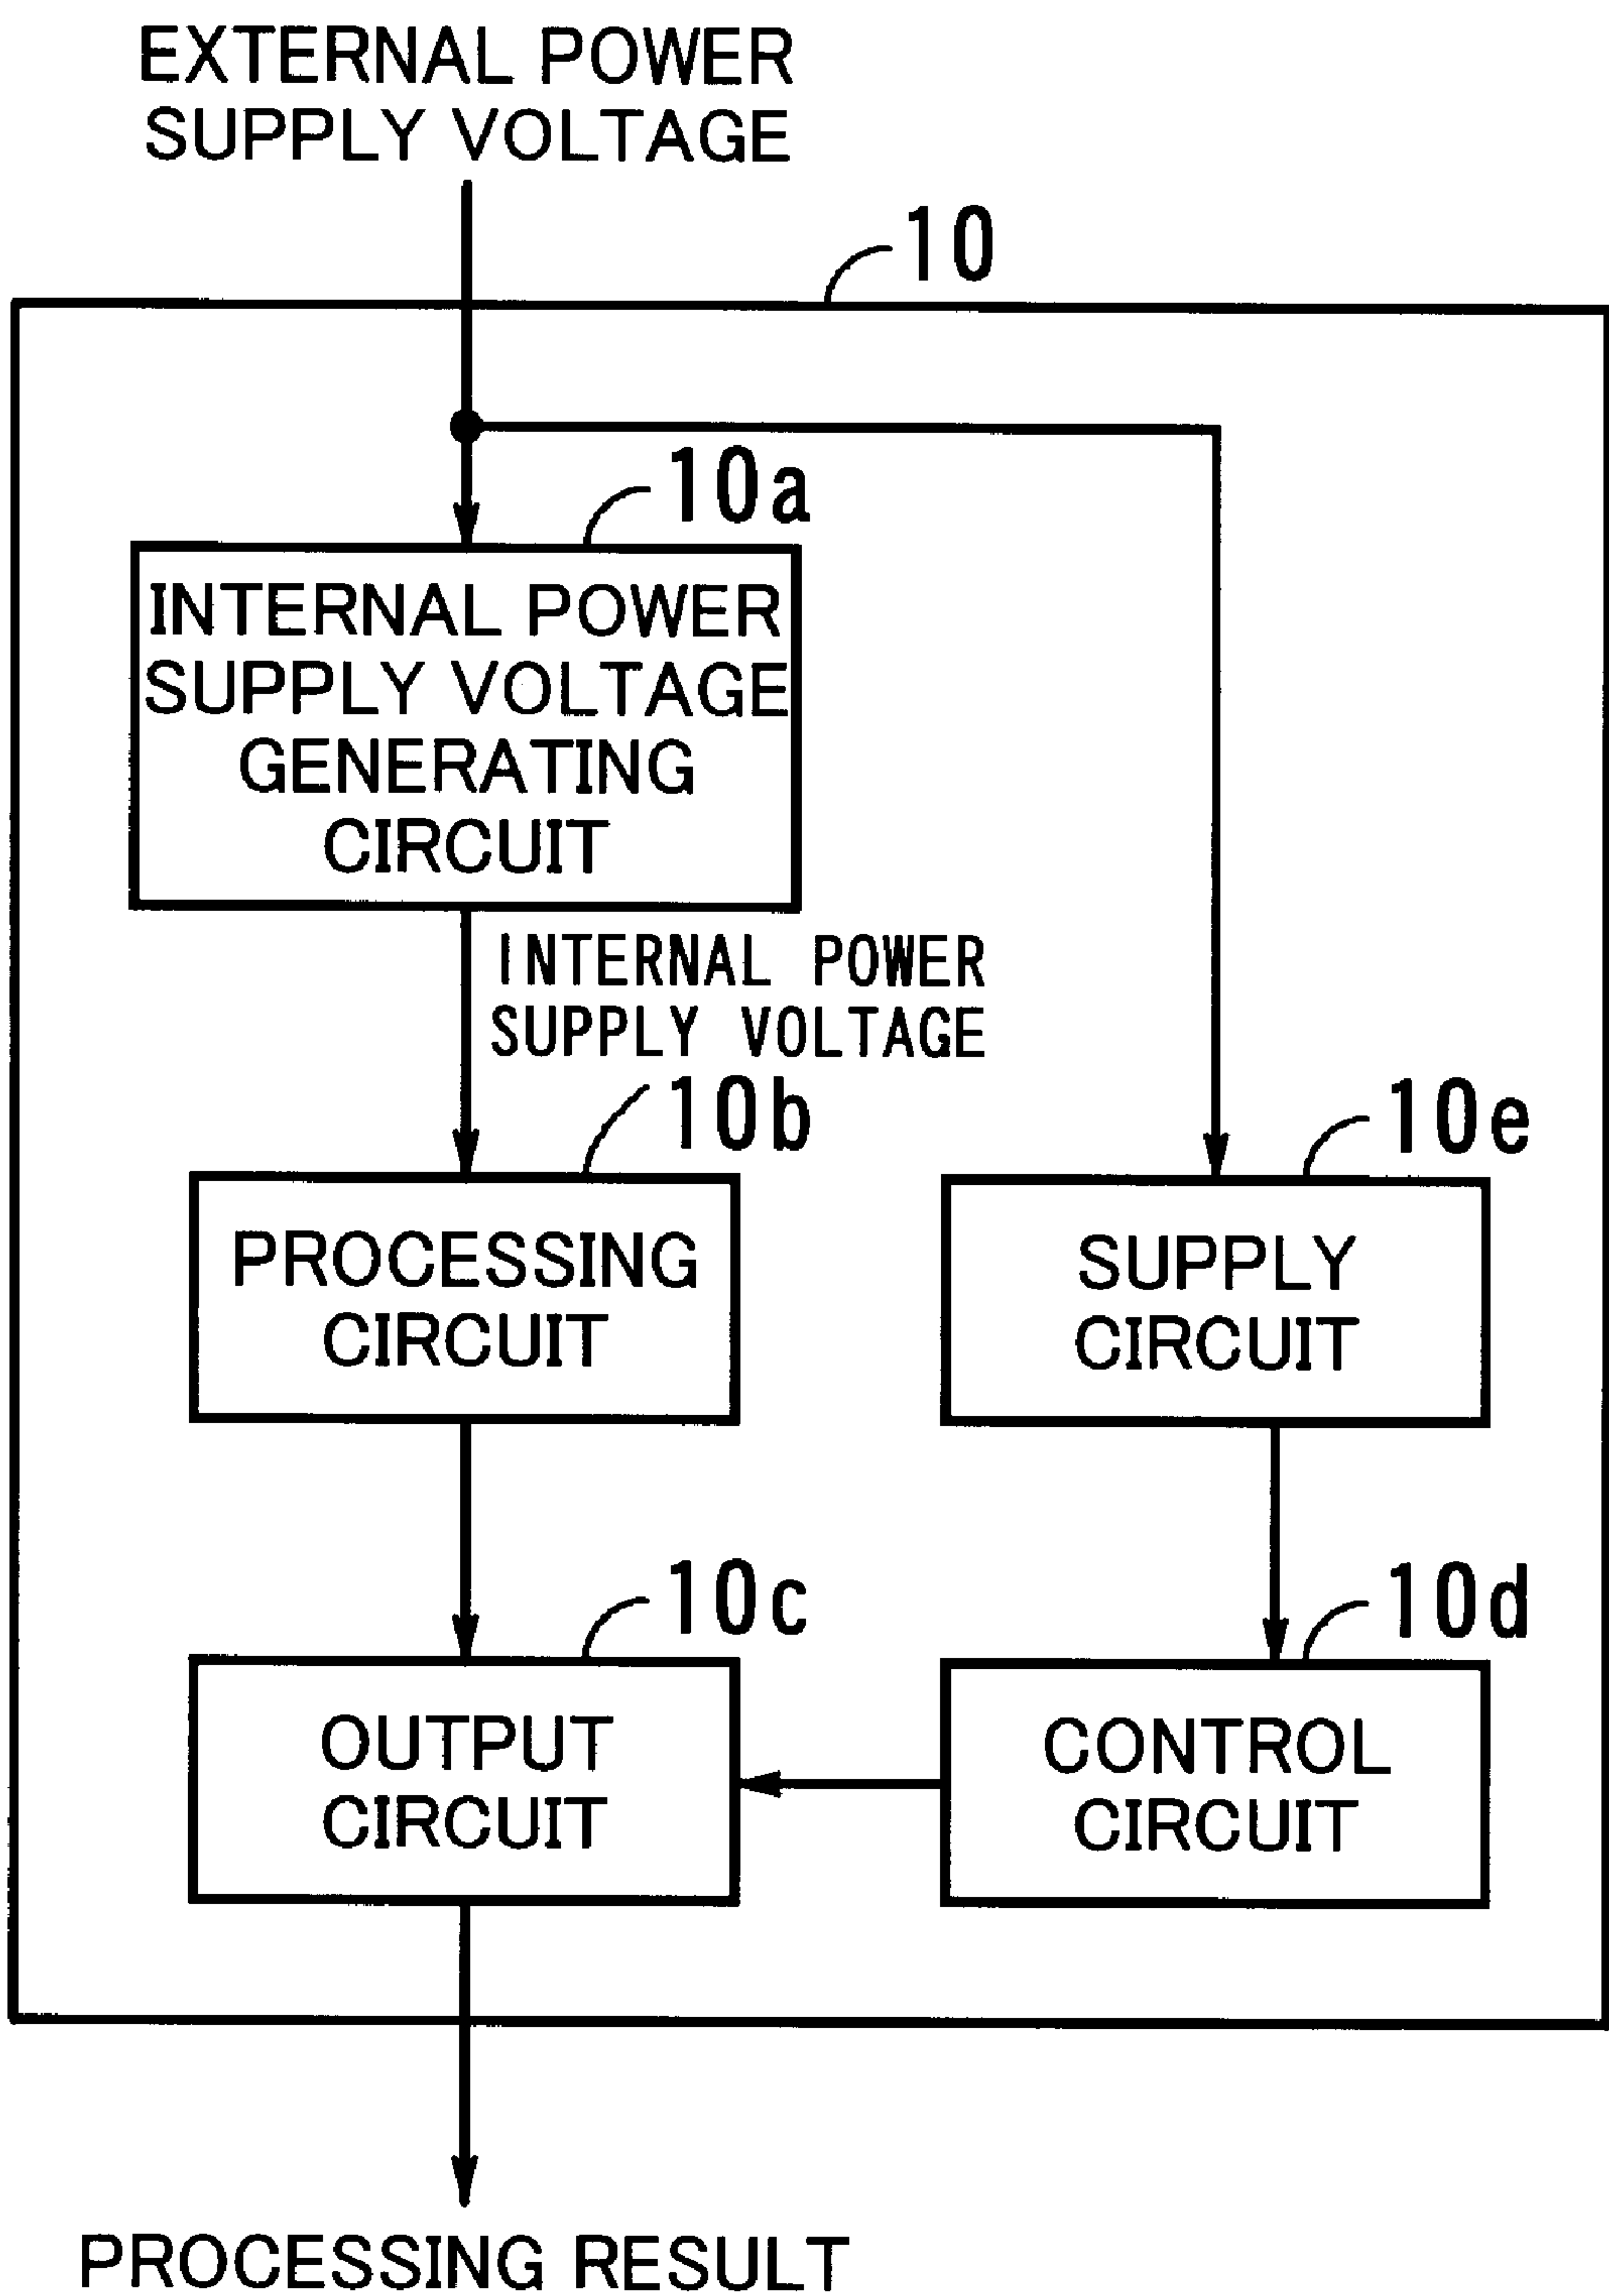 EXTERNAL POWER
SUPPLY VOLTAGE
10
10a
INTERNAL POWER
SUPPLY VOLTAGE
GENERATING
CIRCUIT
INTERNAL POWER
SUPPLY VOLTAGE
10b
10e
PROCESSING
CIRCUIT
SUPPLY
CIRCUIT
10c
10d
OUTPUT
CIRCUIT
CONTROL
CIRCUIT
PROCESSING RESULT